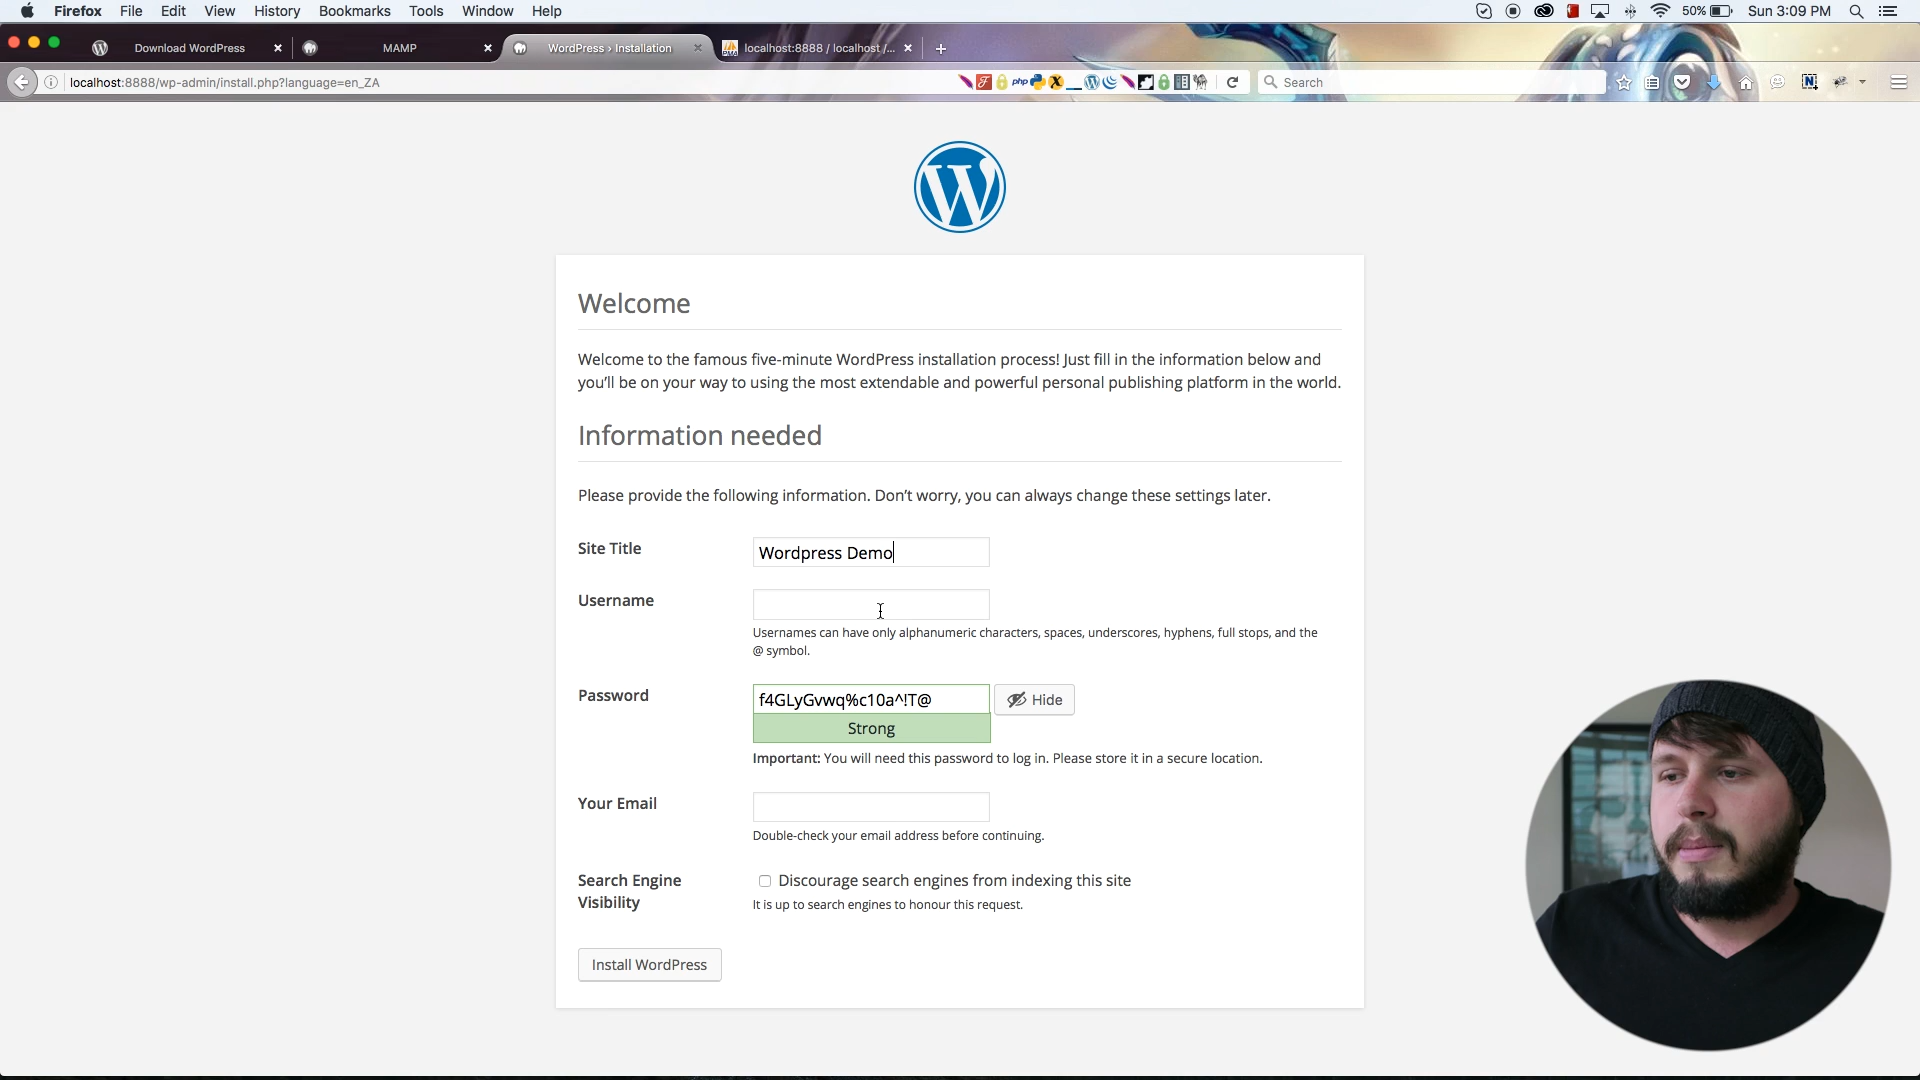 Firefox File Edit View History Bookmarks Tools Window Help 50% Sun 3:09 PM
Download WordPress MAMP WordPress › Installation localhost:8888 / localhost /...
localhost:8888/wp-admin/install.php?language=en_ZA php Search
Welcome
Welcome to the famous five-minute WordPress installation process! Just fill in the information below and
you’ll be on your way to using the most extendable and powerful personal publishing platform in the world.
Information needed
Please provide the following information. Don’t worry, you can always change these settings later.
Site Title Wordpress Demo
Username
Usernames can have only alphanumeric characters, spaces, underscores, hyphens, full stops, and the
@ symbol.
Password f4GLyGvwq%c10a^!T@ Hide
Strong
Important: You will need this password to log in. Please store it in a secure location.
Your Email
Double-check your email address before continuing.
Search Engine
Visibility
Discourage search engines from indexing this site
It is up to search engines to honour this request.
Install WordPress